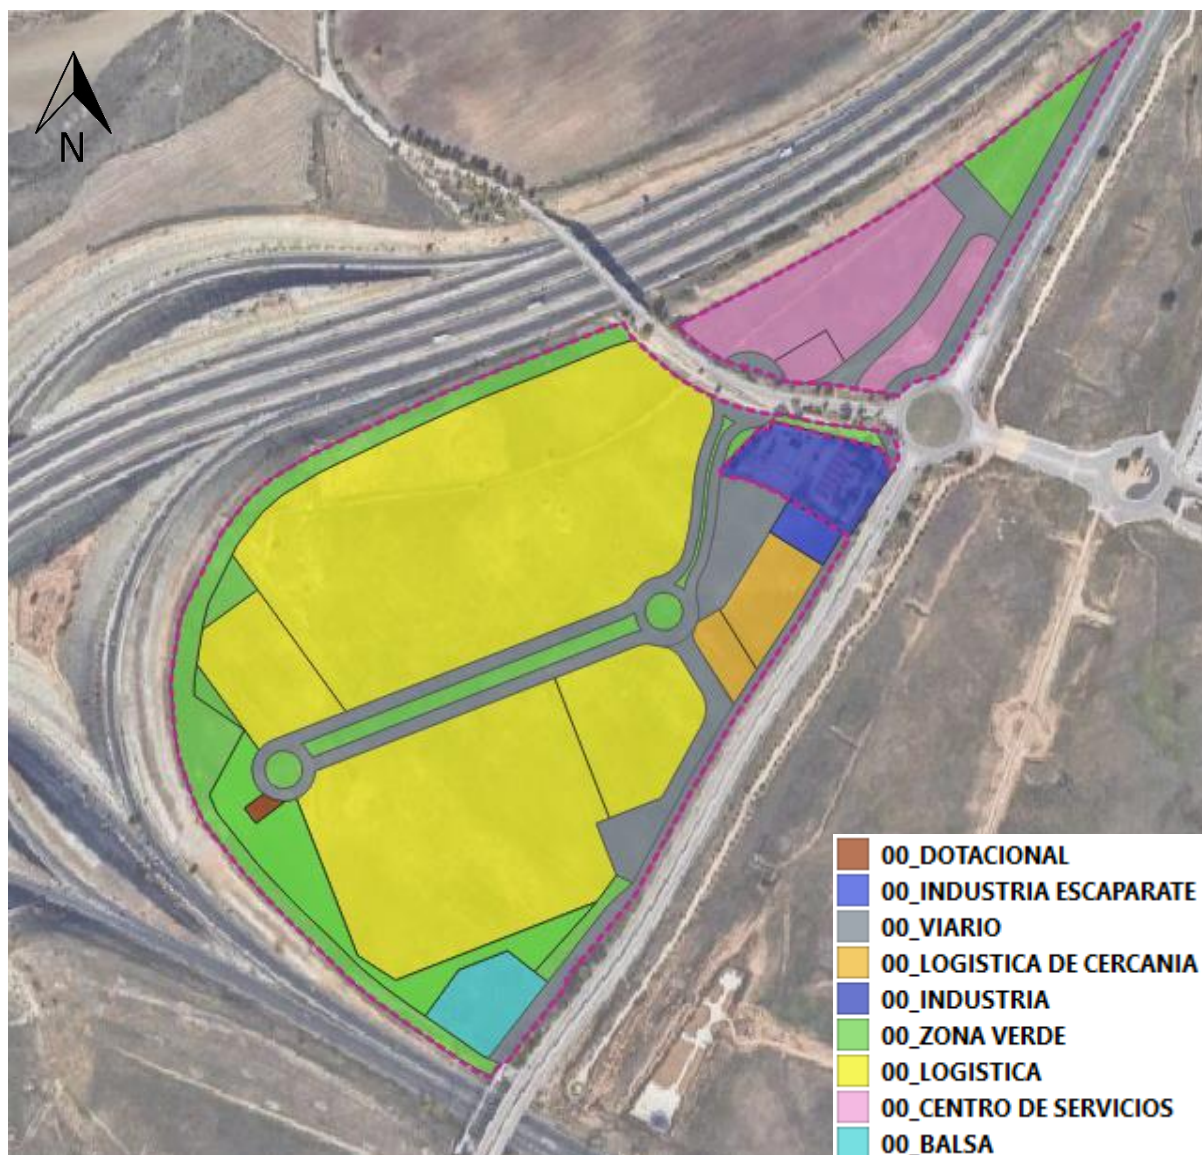 N
00_DOTACIONAL
00_INDUSTRIA ESCAPARATE
00_VIARIO
00_LOGISTICA DE CERCANIA
00_INDUSTRIA
00_ZONA VERDE
00_LOGISTICA
00_CENTRO DE SERVICIOS
00_BALSA